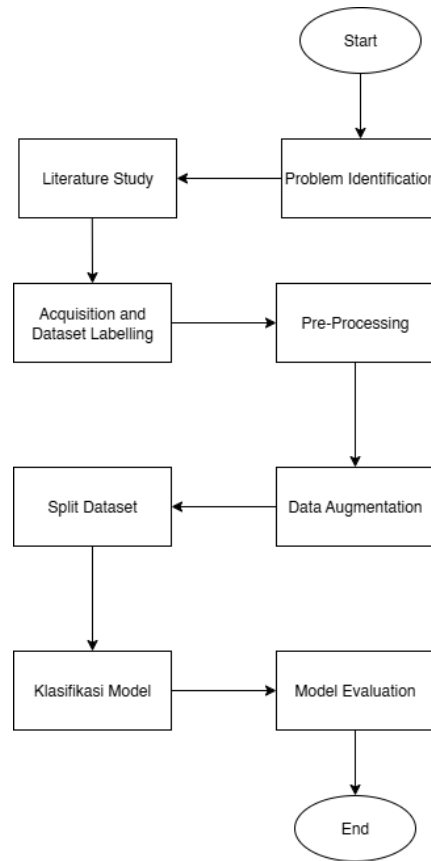 Start
Problem Identification
Literature Study
Acquisition and
Dataset Labelling
Pre-Processing
Data Augmentation
Split Dataset
Klasifikasi Model
Model Evaluation
End